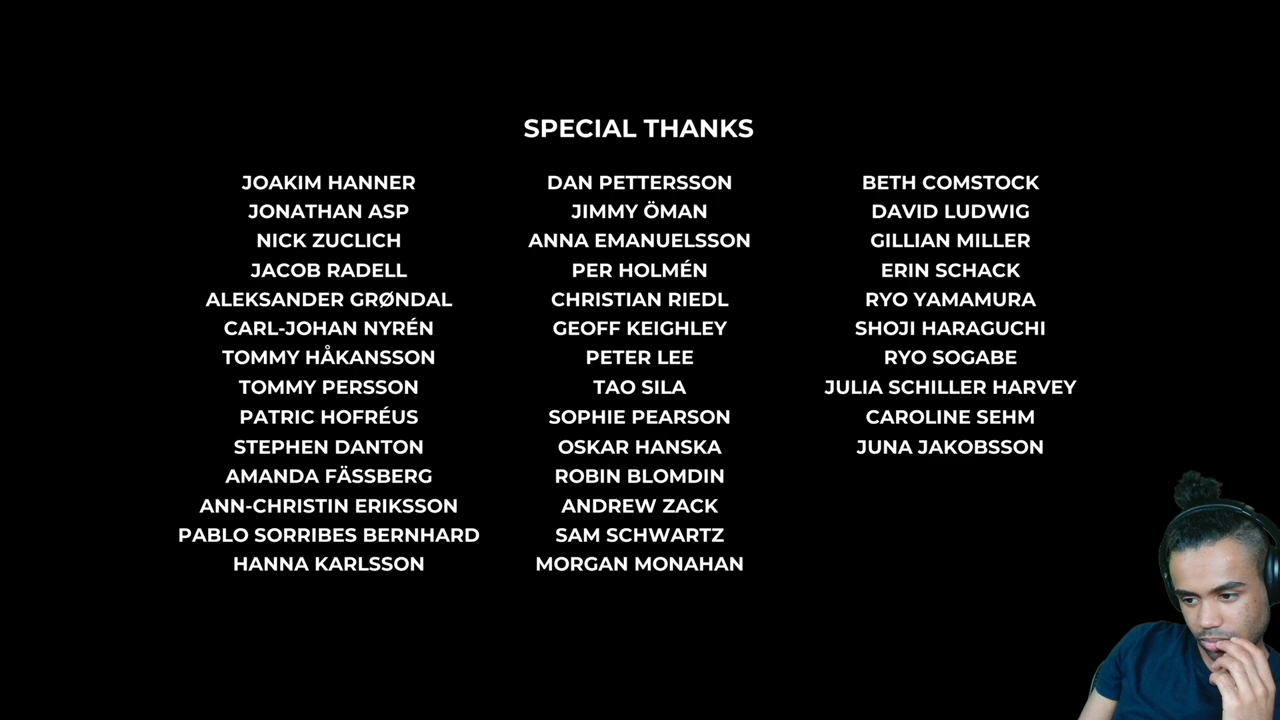 SPECIAL THANKS
JOAKIM HANNER
JONATHAN ASP
NICK ZUCLICH
JACOB RADELL
ALEKSANDER GRØNDAL
CARL-JOHAN NYRÉN
TOMMY HÅKANSSON
TOMMY PERSSON
PATRIC HOFRÉUS
STEPHEN DANTON
AMANDA FÄSSBERG
ANN-CHRISTIN ERIKSSON
PABLO SORRIBES BERNHARD
HANNA KARLSSON
DAN PETTERSSON
JIMMY ÖMAN
ANNA EMANUELSSON
PER HOLMÉN
CHRISTIAN RIEDL
GEOFF KEIGHLEY
PETER LEE
TAO SILA
SOPHIE PEARSON
OSKAR HANSKA
ROBIN BLOMDIN
ANDREW ZACK
SAM SCHWARTZ
MORGAN MONAHAN
BETH COMSTOCK
DAVID LUDWIG
GILLIAN MILLER
ERIN SCHACK
RYO YAMAMURA
SHOJI HARAGUCHI
RYO SOGABE
JULIA SCHILLER HARVEY
CAROLINE SEHM
JUNA JAKOBSSON